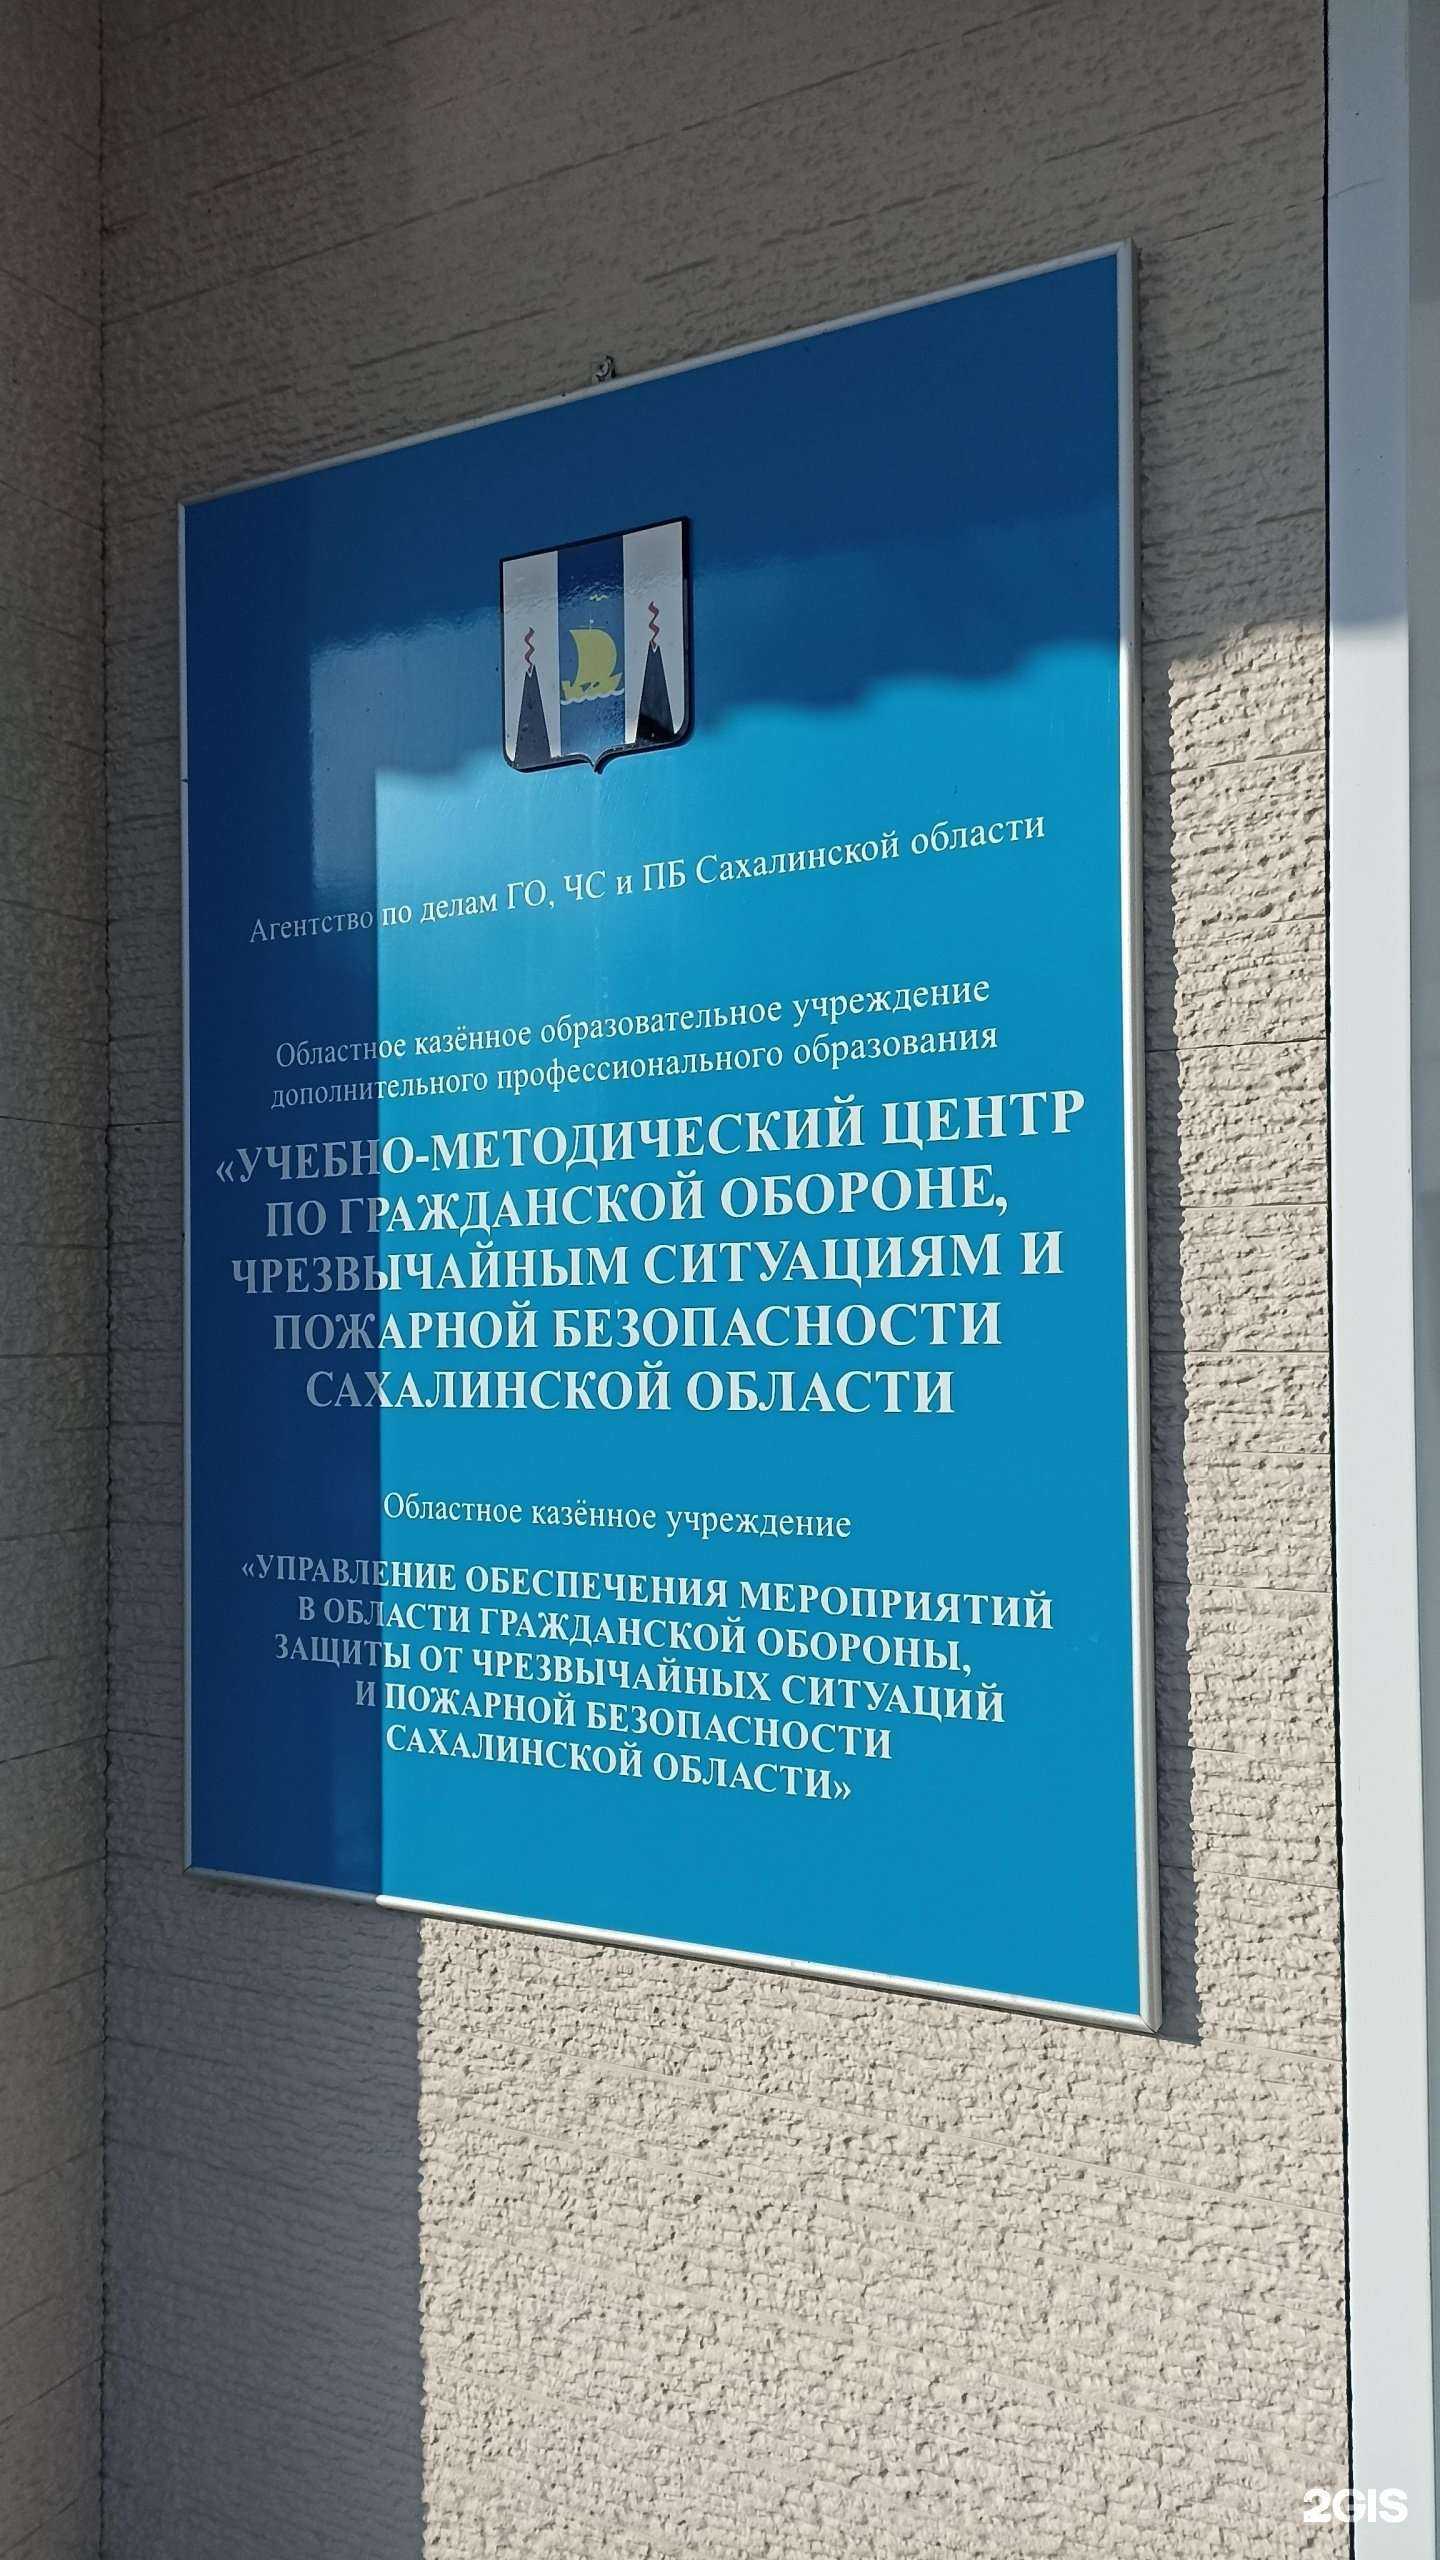 Агентство по делам ГО, ЧС и ПБ Сахалинской области
Областное казённое образовательное учреждение
дополнительного профессионального образования
«УЧЕБНО-МЕТОДИЧЕСКИЙ ЦЕНТР
ПО ГРАЖДАНСКОЙ ОБОРОНЕ,
ЧРЕЗВЫЧАЙНЫМ СИТУАЦИЯМ И
ПОЖАРНОЙ БЕЗОПАСНОСТИ
САХАЛИНСКОЙ ОБЛАСТИ
Областное казённое учреждение
«УПРАВЛЕНИЕ ОБЕСПЕЧЕНИЯ МЕРОПРИЯТИЙ
В ОБЛАСТИ ГРАЖДАНСКОЙ ОБОРОНЫ,
ЗАЩИТЫ ОТ ЧРЕЗВЫЧАЙНЫХ СИТУАЦИЙ
И ПОЖАРНОЙ БЕЗОПАСНОСТИ
САХАЛИНСКОЙ ОБЛАСТИ»
2GIS